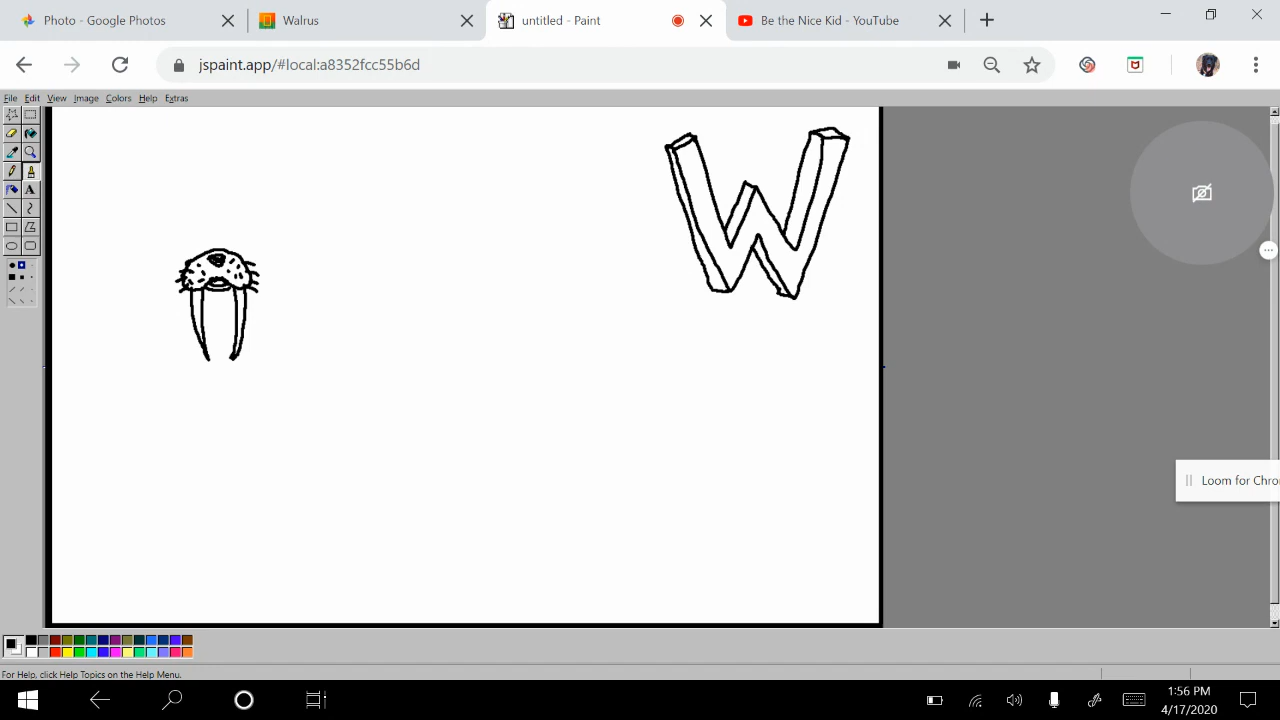 Photo - Google Photos
Walrus
untitled - Paint
Be the Nice Kid - YouTube
jspaint.app/#local:a8352fcc55b6d
File Edit View Image Colors Help Extras
A
W
Loom for Chro
For Help, click Help Topics on the Help Menu.
1:56 PM
4/17/2020